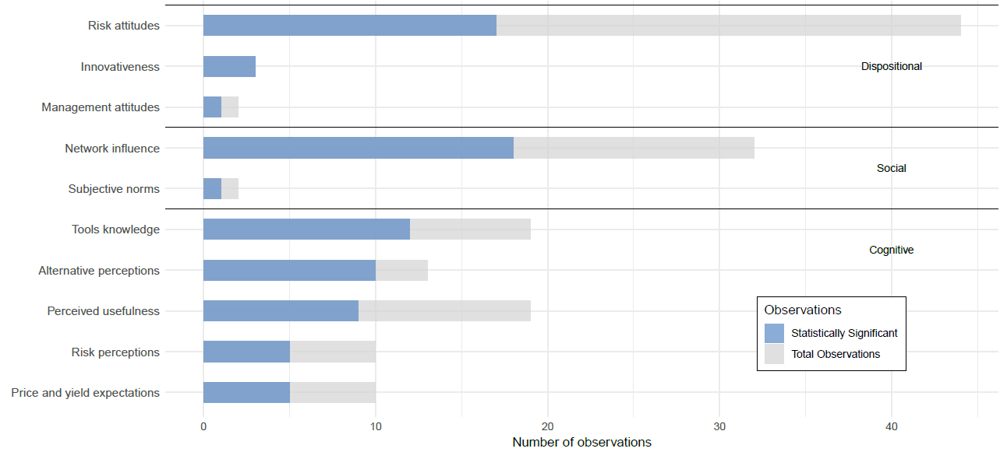 Risk attitudes
Innovativeness
Dispositional
Management attitudes
Network influence
Social
Subjective norms
Tools knowledge
Cognitive
Alternative perceptions
Perceived usefulness
Observations
Statistically Significant
Total Observations
Risk perceptions
Price and yield expectations
0 10 20 30 40
Number of observations